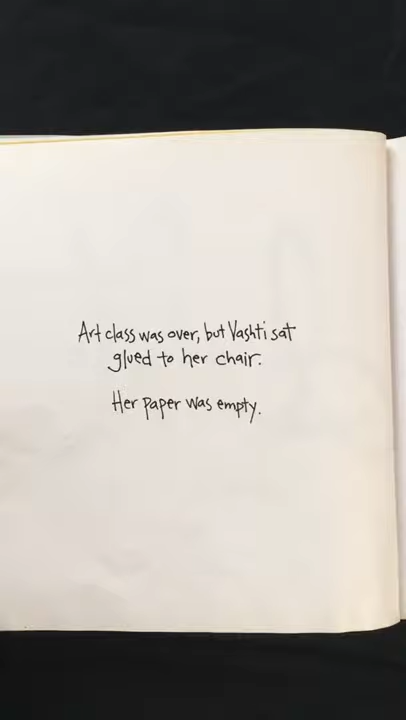 Art class was over, but Vashti sat
glued to her chair.
Her paper was empty.